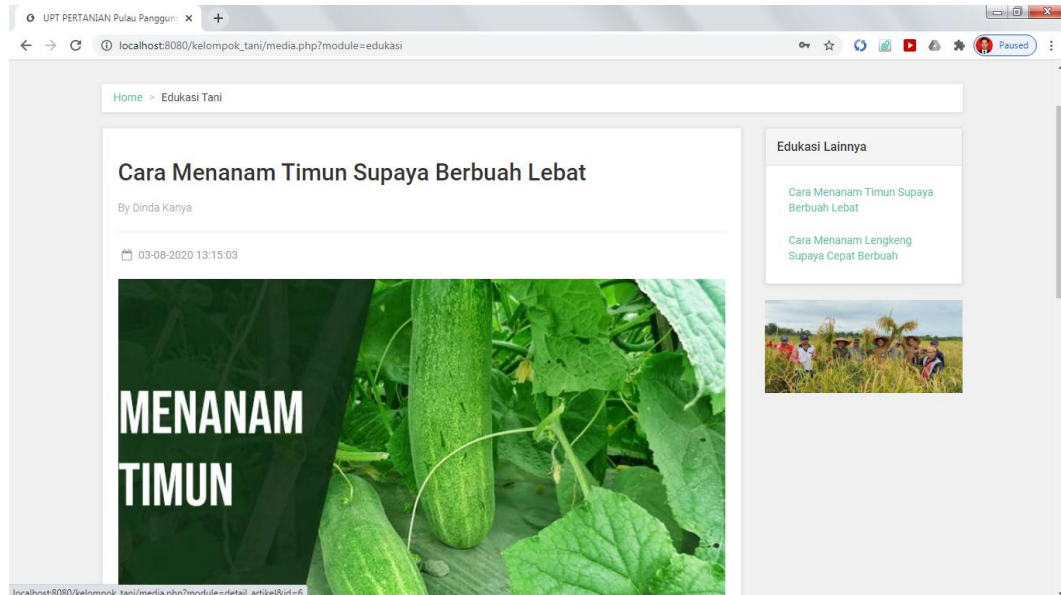 UPT PERTANIAN Pulau Panggun
localhost:8080/kelompok_tani/media.php?module=edukasi
Paused
Home > Edukasi Tani
Cara Menanam Timun Supaya Berbuah Lebat
By Dinda Kanya
03-08-2020 13:15:03
MENANAM
TIMUN
Edukasi Lainnya
Cara Menanam Timun Supaya
Berbuah Lebat
Cara Menanam Lengkeng
Supaya Cepat Berbuah
localhost:8080/kelompok_tani/media.php?module=detail_artikel&id=6